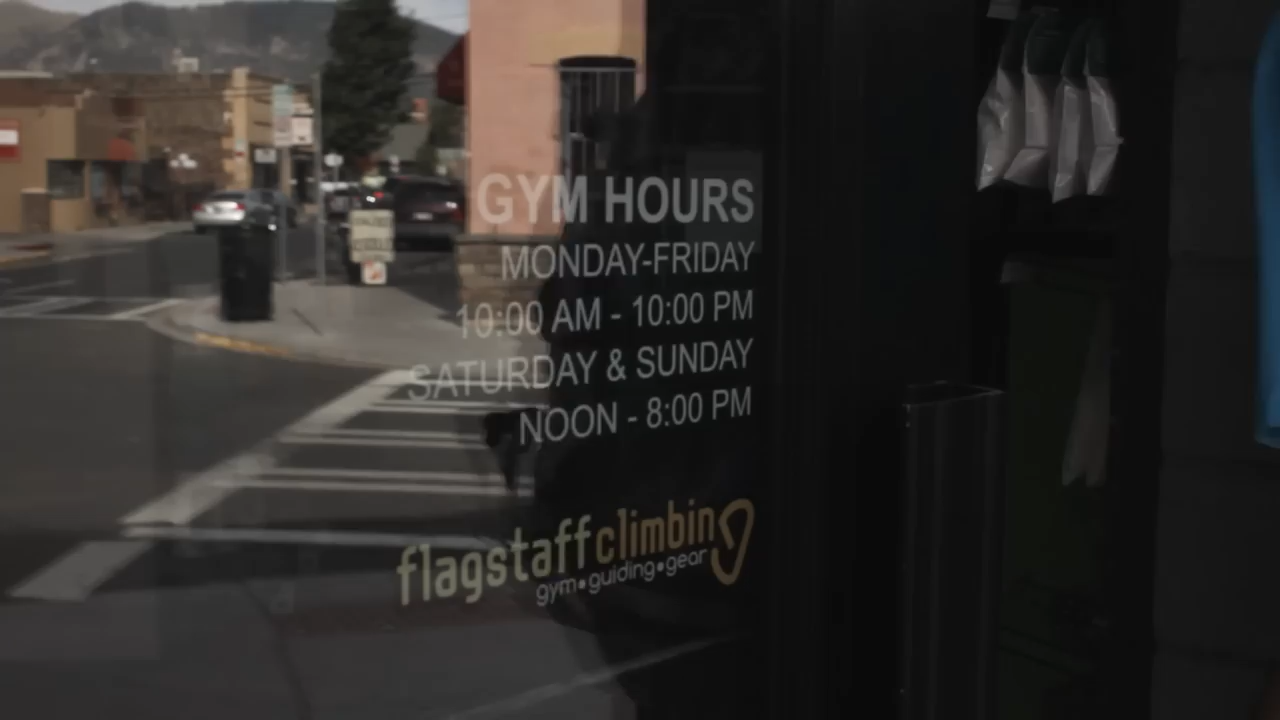 GYM HOURS
MONDAY-FRIDAY
10:00 AM - 10:00 PM
SATURDAY & SUNDAY
NOON - 8:00 PM
flagstaffclimbing
gym•guiding•gear